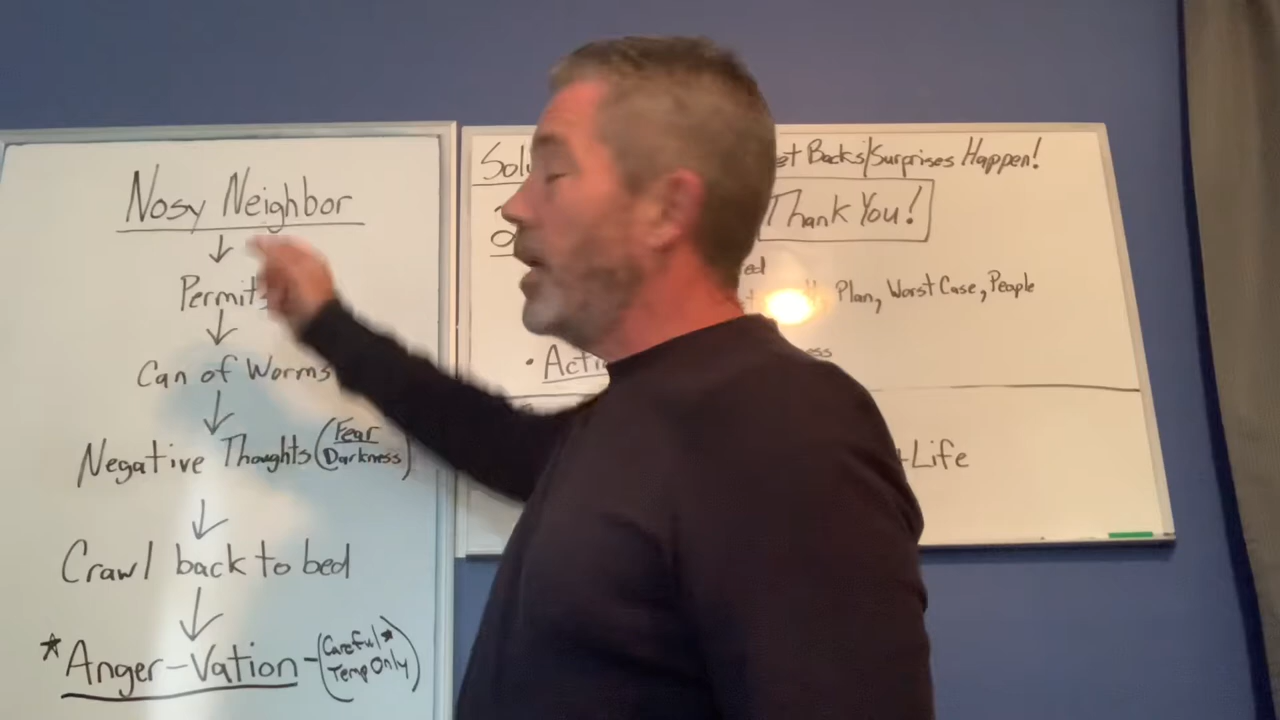 Nosy Neighbor
Permits
Can of Worms
Negative Thoughts (Fear
Darkness)
Crawl back to bed
*Anger-Vation - (Careful*
Temp Only)
et Backs/Surprises Happen!
Thank You!
Plan, Worst Case, People
• Acti
Life